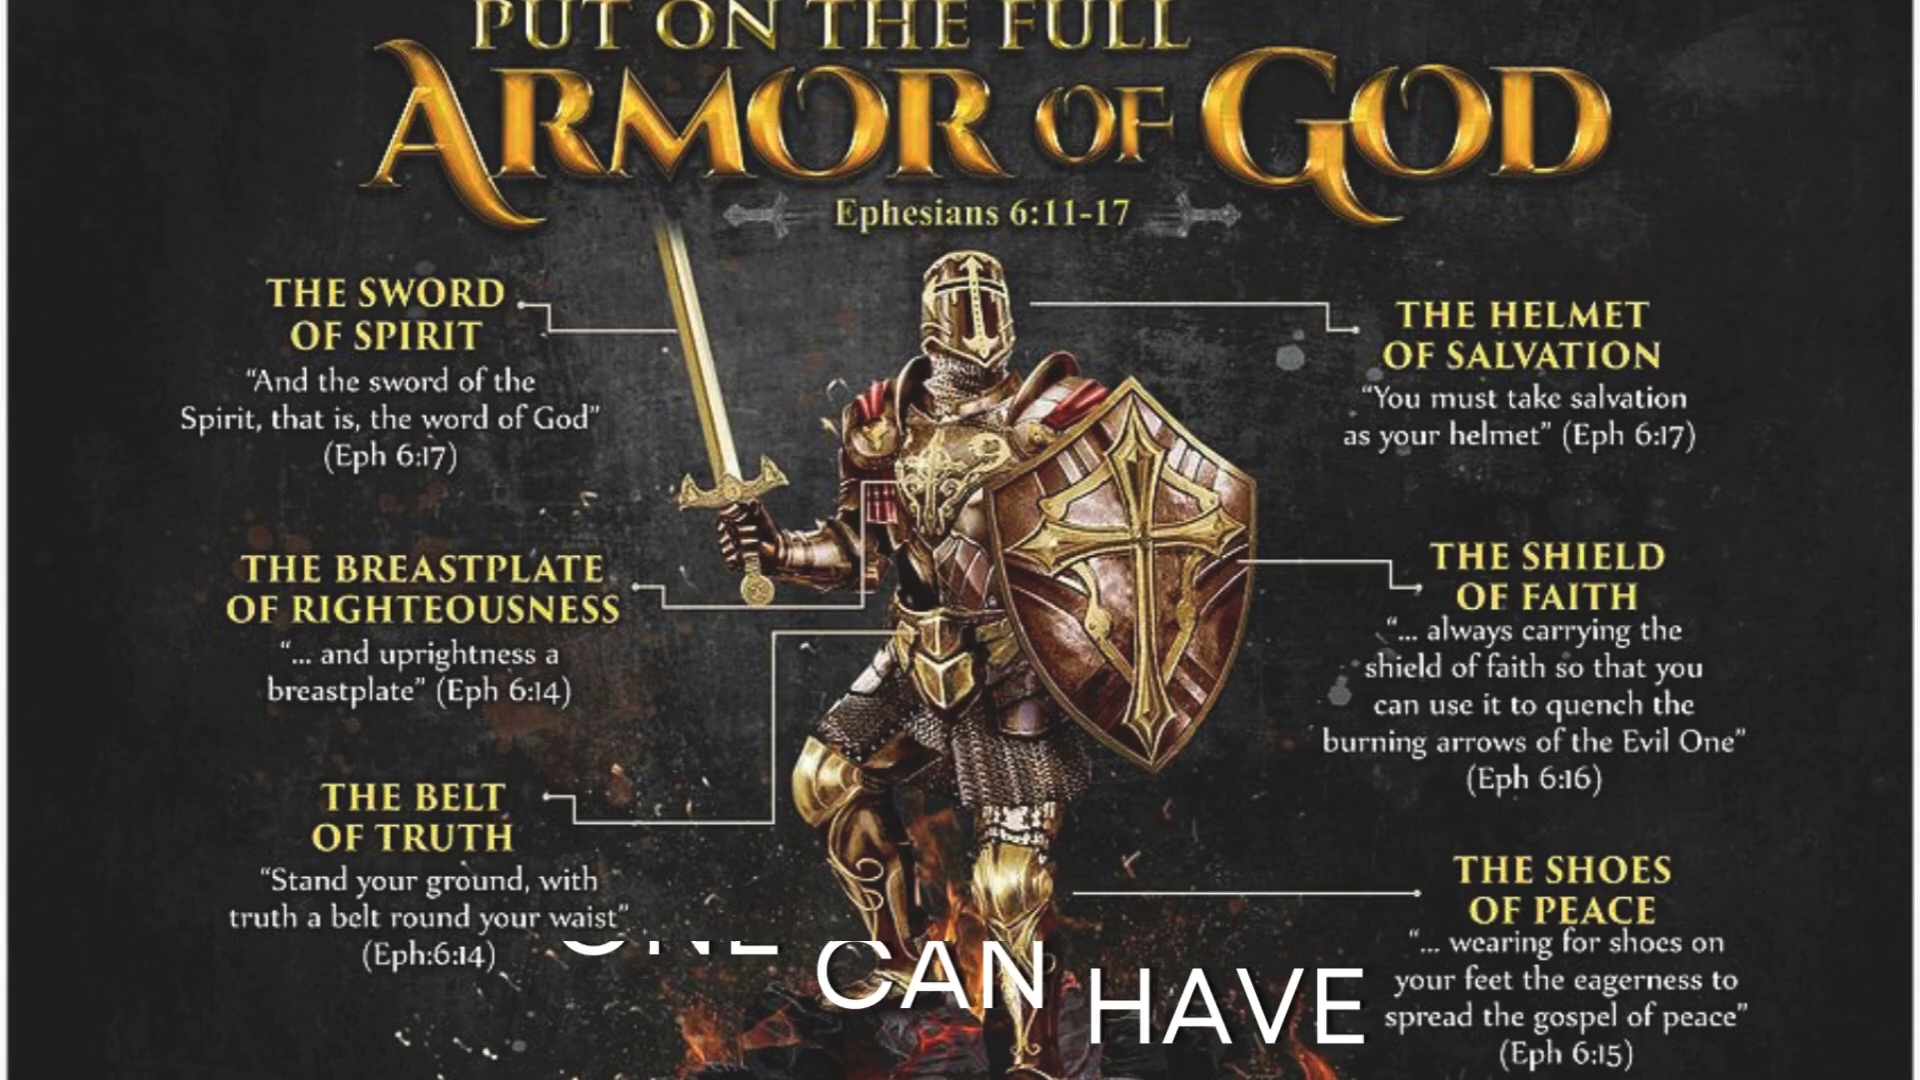 PUT ON THE FULL
ARMOR OF GOD
Ephesians 6:11-17
THE SWORD
OF SPIRIT
“And the sword of the
Spirit, that is, the word of God”
(Eph 6:17)
THE BREASTPLATE
OF RIGHTEOUSNESS
“... and uprightness a
breastplate” (Eph 6:14)
THE BELT
OF TRUTH
“Stand your ground, with
truth a belt round your waist”
(Eph:6:14)
THE HELMET
OF SALVATION
“You must take salvation
as your helmet” (Eph 6:17)
THE SHIELD
OF FAITH
“... always carrying the
shield of faith so that you
can use it to quench the
burning arrows of the Evil One”
(Eph 6:16)
THE SHOES
OF PEACE
“... wearing for shoes on
your feet the eagerness to
spread the gospel of peace”
(Eph 6:15)
CAN HAVE